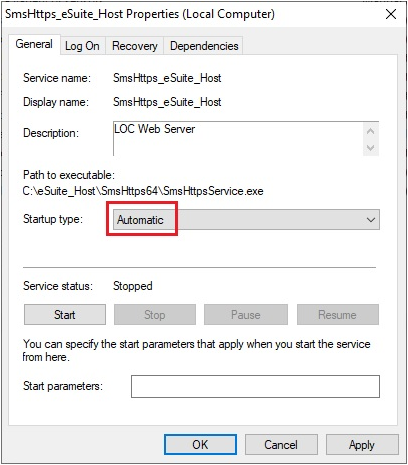 SmsHttps_eSuite_Host Properties (Local Computer)
General Log On Recovery Dependencies
Service name: SmsHttps_eSuite_Host
Display name: SmsHttps_eSuite_Host
Description: LOC Web Server
Path to executable:
C:\eSuite_Host\SmsHttps64\SmsHttpsService.exe
Startup type: Automatic
Service status: Stopped
Start Stop Pause Resume
You can specify the start parameters that apply when you start the service
from here.
Start parameters:
OK Cancel Apply